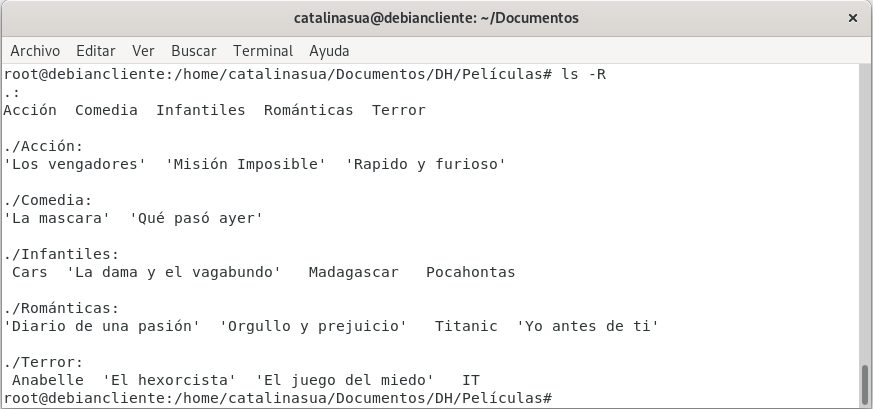 catalinasua@debiancliente: ~/Documentos ×
Archivo Editar Ver Buscar Terminal Ayuda
root@debiancliente:/home/catalinasua/Documentos/DH/Películas# ls -R
.:
Acción  Comedia  Infantiles  Románticas  Terror

./Acción:
'Los vengadores'  'Misión Imposible'  'Rapido y furioso'

./Comedia:
'La mascara'  'Qué pasó ayer'

./Infantiles:
 Cars  'La dama y el vagabundo'   Madagascar   Pocahontas

./Románticas:
'Diario de una pasión'  'Orgullo y prejuicio'   Titanic  'Yo antes de ti'

./Terror:
 Anabelle  'El hexorcista'  'El juego del miedo'   IT
root@debiancliente:/home/catalinasua/Documentos/DH/Películas#